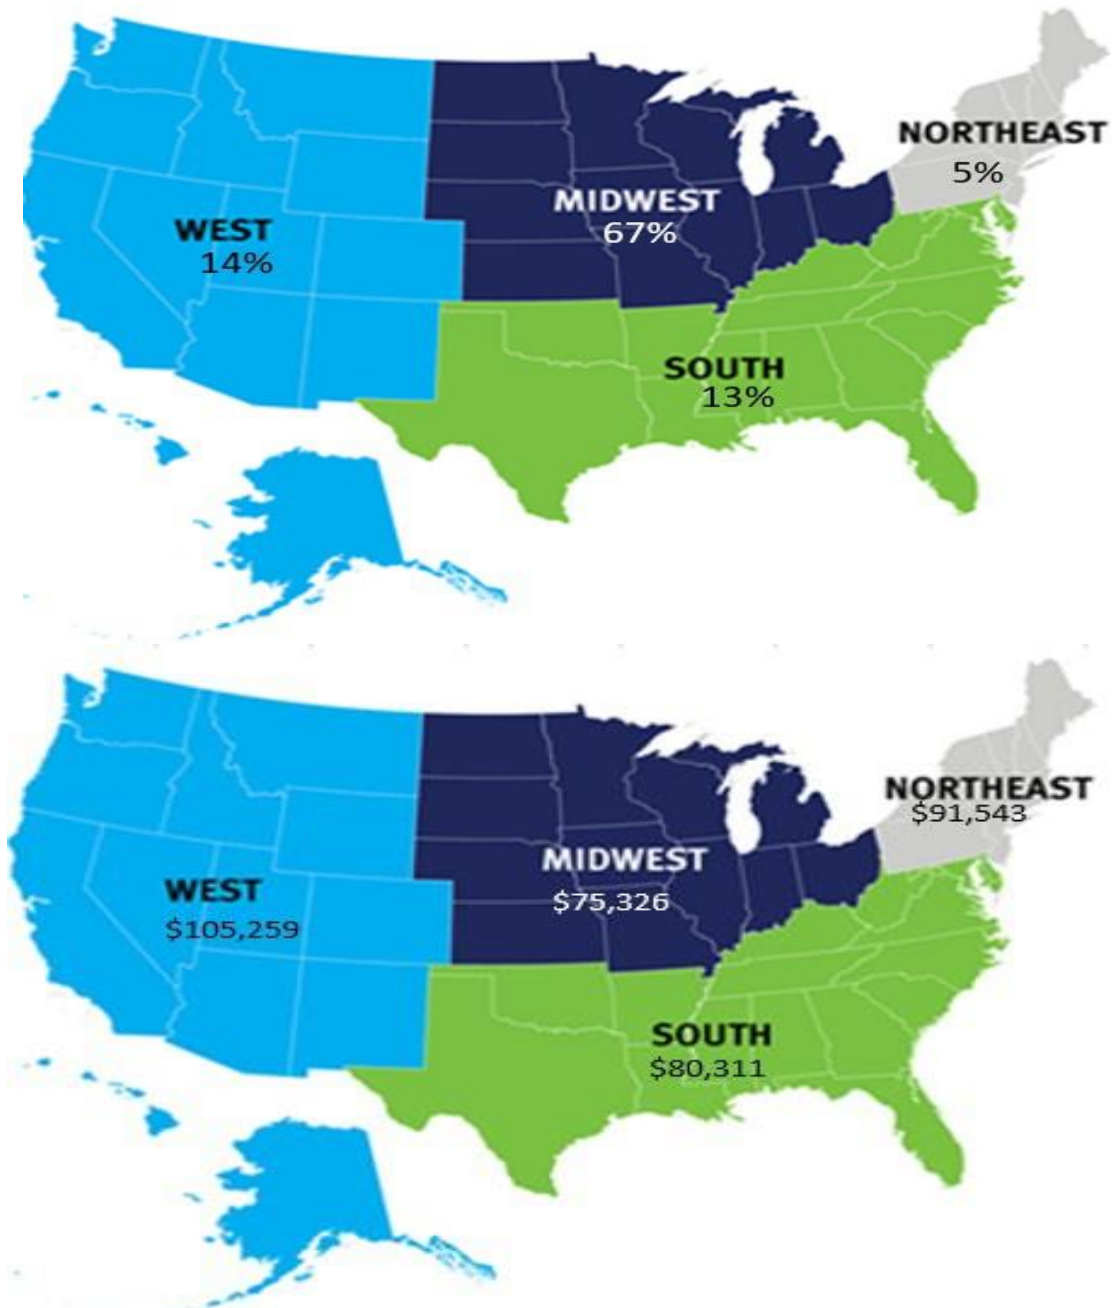 NORTHEAST
5%
MIDWEST
67%
WEST
14%
SOUTH
13%
NORTHEAST
$91,543
MIDWEST
$75,326
WEST
$105,259
SOUTH
$80,311